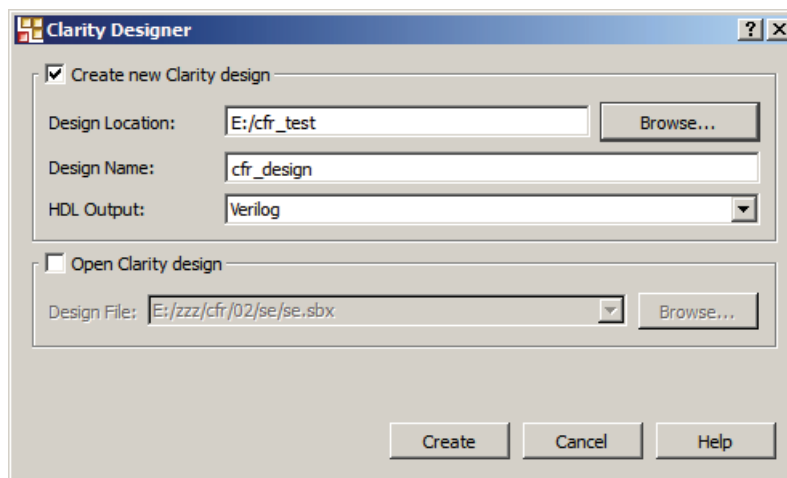 Clarity Designer
Create new Clarity design
Design Location: E:/cfr_test Browse...
Design Name: cfr_design
HDL Output: Verilog
Open Clarity design
Design File: E:/zzz/cfr/02/se/se.sbx Browse...
Create Cancel Help